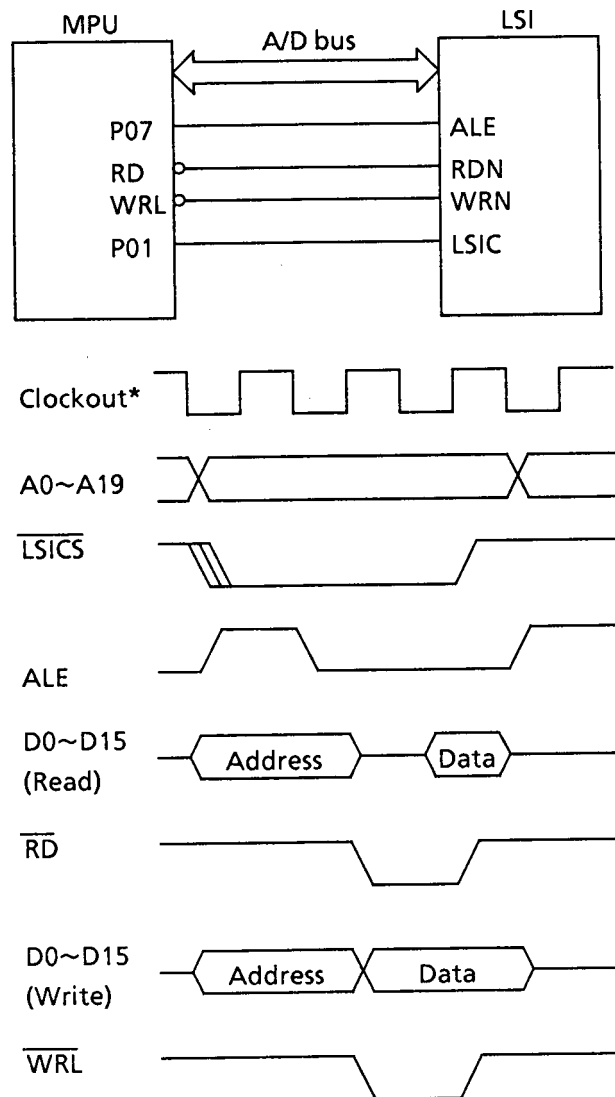 MPU
LSI
A/D bus
P07
ALE
RD
RDN
WRL
WRN
P01
LSIC
Clockout*
A0~A19
LSICS
ALE
D0~D15
(Read)
Address
Data
RD
D0~D15
(Write)
Address
Data
WRL